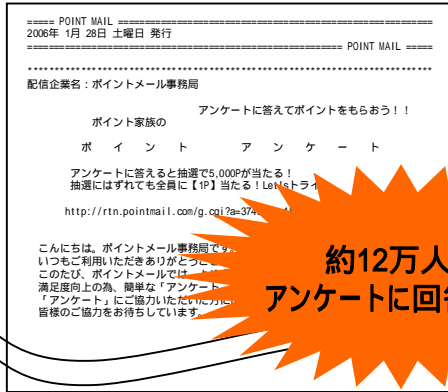 ===== POINT MAIL =====
2006年 1月 28日 土曜日 発行
===== POINT MAIL =====
配信企業名：ポイントメール事務局
アンケートに答えてポイントをもらおう！！
ポイント家族の
ポ イ ン ト ア ン ケ ー ト
アンケートに答えると抽選で5,000Pが当たる！
抽選にはずれても全員に【1P】当たる！Let'sトライ
http://rtn.pointmail.com/g.cgi?a=374
こんにちは。ポイントメール事務局です
いつもご利用いただきありがとうござ
このたび、ポイントメールでは、
満足度向上の為、簡単な「アンケート
「アンケート」にご協力いただいた方に
皆様のご協力をお待ちしています。
約12万人
アンケートに回